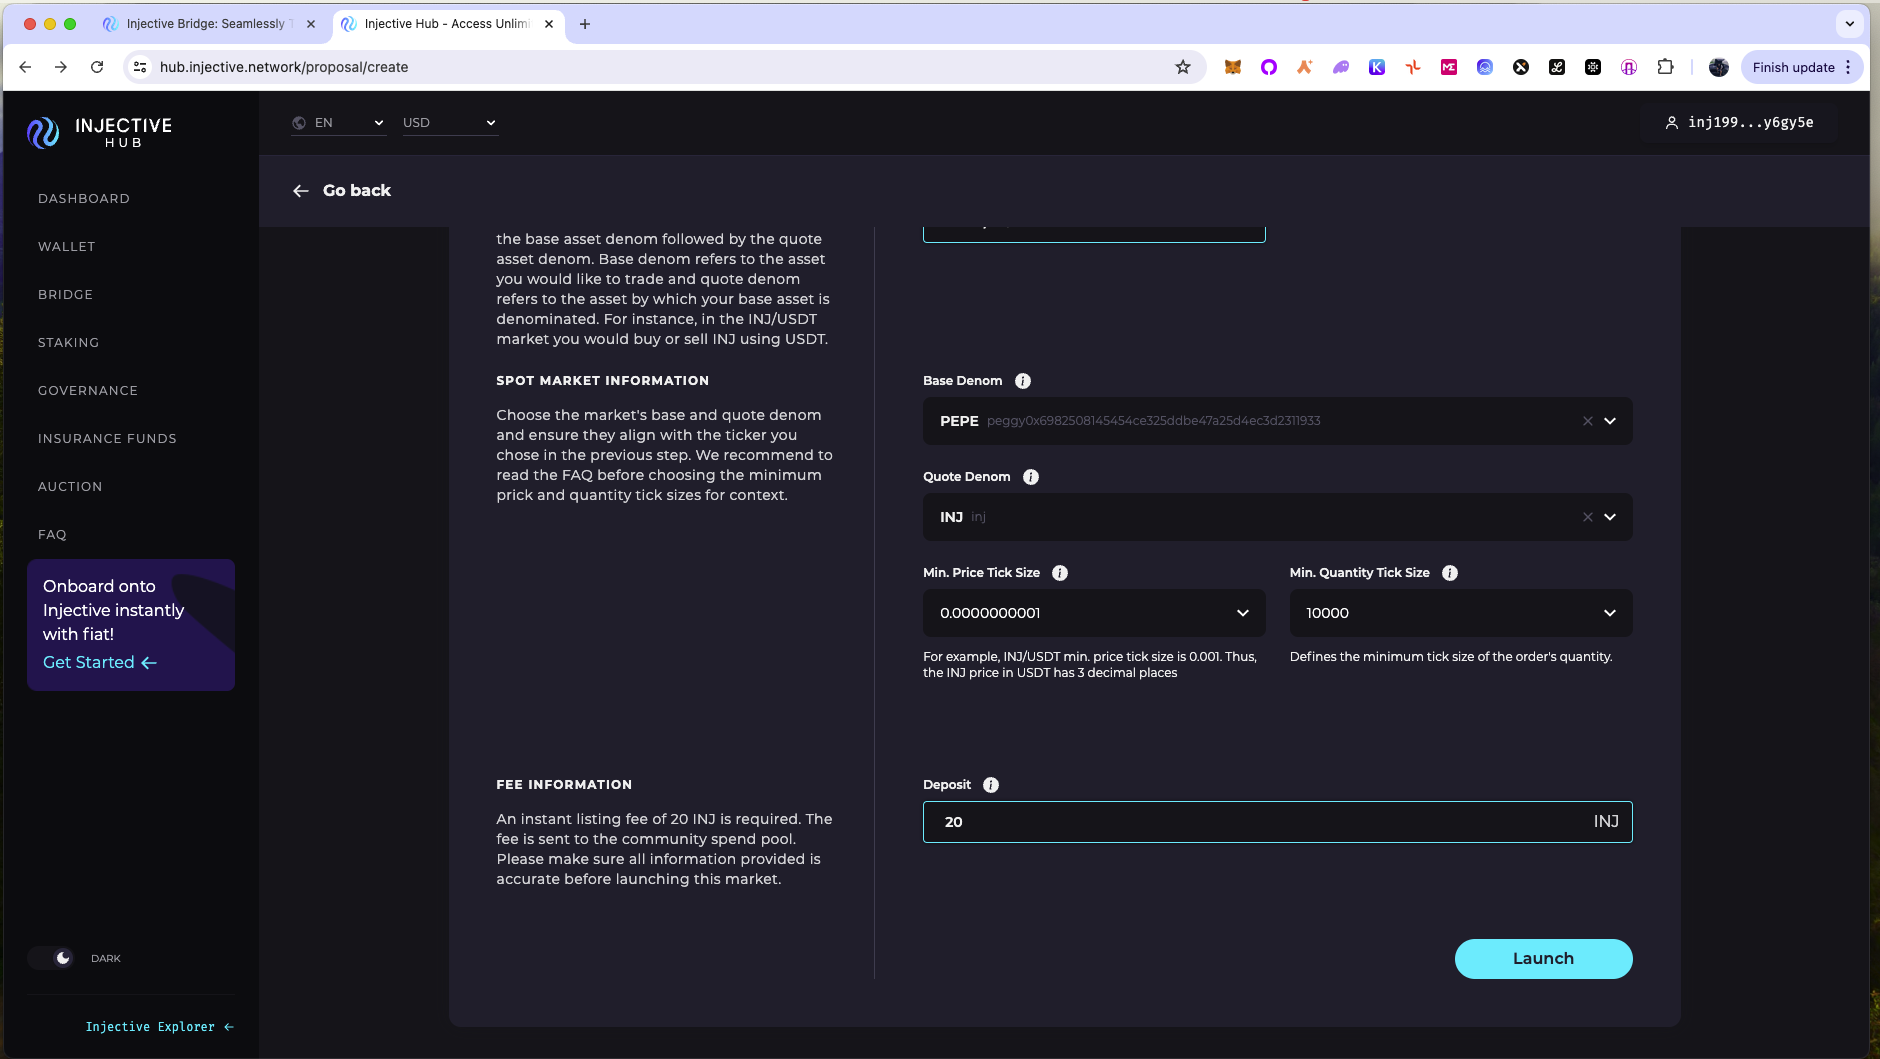 Injective Bridge: Seamlessly T
Injective Hub - Access Unlimi
hub.injective.network/proposal/create
Finish update
INJECTIVE
HUB
EN
USD
inj199...y6gy5e
Go back
DASHBOARD
WALLET
BRIDGE
STAKING
GOVERNANCE
INSURANCE FUNDS
AUCTION
FAQ
Onboard onto
Injective instantly
with fiat!
Get Started
DARK
Injective Explorer
the base asset denom followed by the quote
asset denom. Base denom refers to the asset
you would like to trade and quote denom
refers to the asset by which your base asset is
denominated. For instance, in the INJ/USDT
market you would buy or sell INJ using USDT.
SPOT MARKET INFORMATION
Choose the market's base and quote denom
and ensure they align with the ticker you
chose in the previous step. We recommend to
read the FAQ before choosing the minimum
prick and quantity tick sizes for context.
Base Denom
PEPE peggy0x6982508145454ce325ddbe47a25d4ec3d2311933
Quote Denom
INJ inj
Min. Price Tick Size
0.0000000001
For example, INJ/USDT min. price tick size is 0.001. Thus,
the INJ price in USDT has 3 decimal places
Min. Quantity Tick Size
10000
Defines the minimum tick size of the order's quantity.
FEE INFORMATION
An instant listing fee of 20 INJ is required. The
fee is sent to the community spend pool.
Please make sure all information provided is
accurate before launching this market.
Deposit
20 INJ
Launch